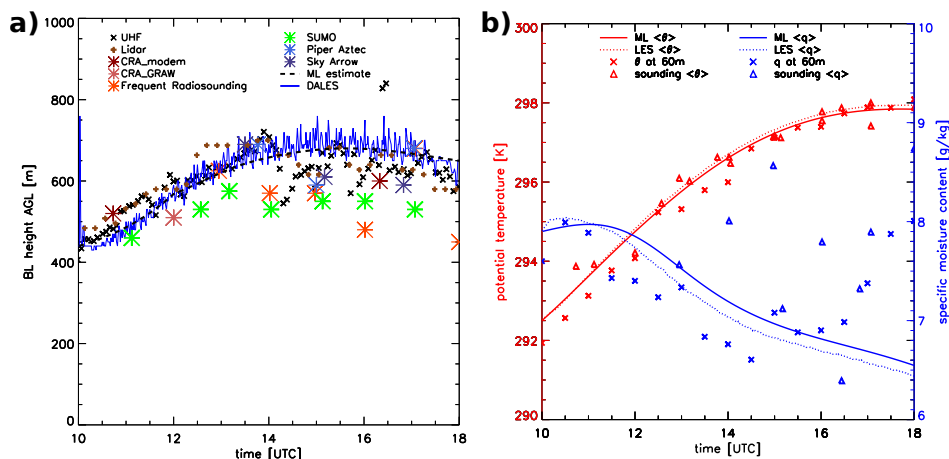 a)
1000
800
600
400
200
0
BL height AGL [m]
10
12
14
16
18
time [UTC]
UHF
Lidar
CRA_modem
CRA_GRAW
Frequent Radiosounding
SUMO
Piper Aztec
Sky Arrow
ML estimate
DALES
b)
300
298
296
294
292
290
potential temperature [K]
10
12
14
16
18
time [UTC]
ML <θ>
LES <θ>
θ at 60m
sounding <θ>
ML <q>
LES <q>
q at 60m
sounding <q>
10
9
8
7
6
specific moisture content [g/kg]